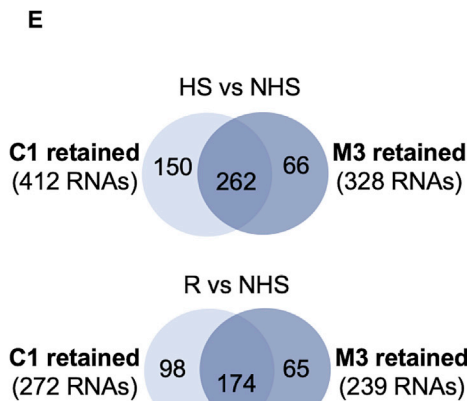 E
HS vs NHS
C1 retained
(412 RNAs)
150
262
66
M3 retained
(328 RNAs)
R vs NHS
C1 retained
(272 RNAs)
98
174
65
M3 retained
(239 RNAs)